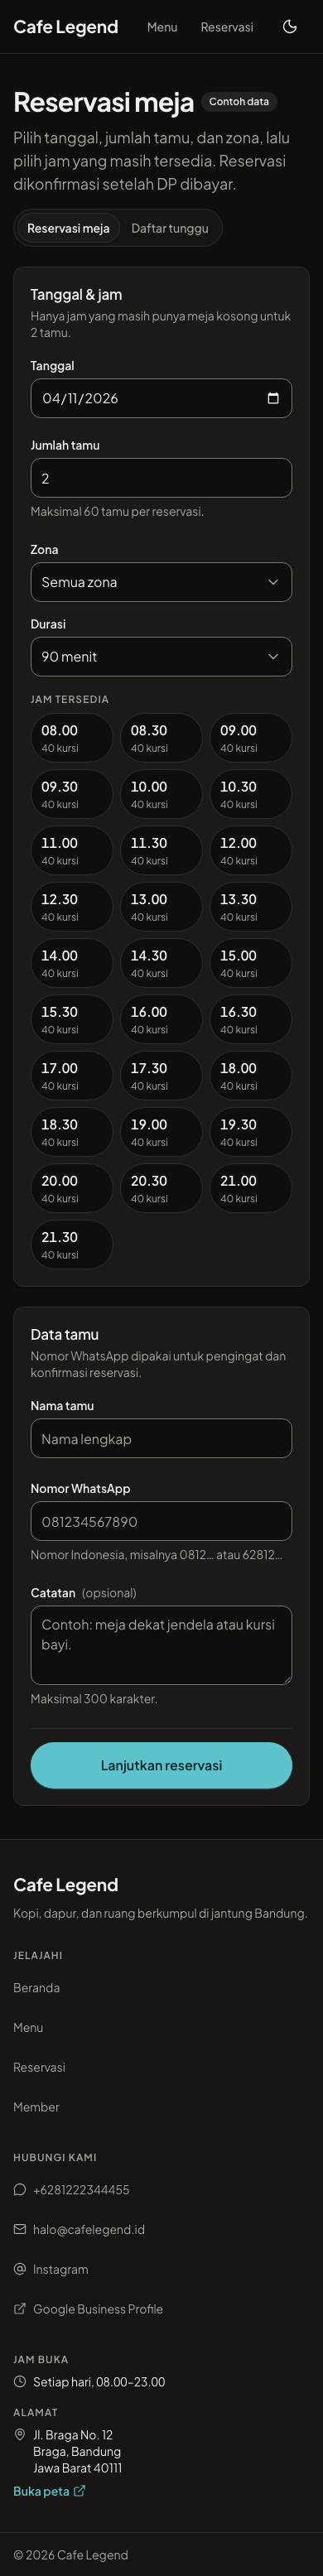 Cafe Legend Menu Reservasi
Reservasi meja Contoh data
Pilih tanggal, jumlah tamu, dan zona, lalu
pilih jam yang masih tersedia. Reservasi
dikonfirmasi setelah DP dibayar.
Reservasi meja Daftar tunggu
Tanggal & jam
Hanya jam yang masih punya meja kosong untuk
2 tamu.
Tanggal
04/11/2026
Jumlah tamu
2
Maksimal 60 tamu per reservasi.
Zona
Semua zona
Durasi
90 menit
JAM TERSEDIA
08.00 08.30 09.00
40 kursi 40 kursi 40 kursi
09.30 10.00 10.30
40 kursi 40 kursi 40 kursi
11.00 11.30 12.00
40 kursi 40 kursi 40 kursi
12.30 13.00 13.30
40 kursi 40 kursi 40 kursi
14.00 14.30 15.00
40 kursi 40 kursi 40 kursi
15.30 16.00 16.30
40 kursi 40 kursi 40 kursi
17.00 17.30 18.00
40 kursi 40 kursi 40 kursi
18.30 19.00 19.30
40 kursi 40 kursi 40 kursi
20.00 20.30 21.00
40 kursi 40 kursi 40 kursi
21.30
40 kursi
Data tamu
Nomor WhatsApp dipakai untuk pengingat dan
konfirmasi reservasi.
Nama tamu
Nama lengkap
Nomor WhatsApp
081234567890
Nomor Indonesia, misalnya 0812… atau 62812…
Catatan (opsional)
Contoh: meja dekat jendela atau kursi
bayi.
Maksimal 300 karakter.
Lanjutkan reservasi
Cafe Legend
Kopi, dapur, dan ruang berkumpul di jantung Bandung.
JELAJAHI
Beranda
Menu
Reservasi
Member
HUBUNGI KAMI
+6281222344455
halo@cafelegend.id
Instagram
Google Business Profile
JAM BUKA
Setiap hari, 08.00–23.00
ALAMAT
Jl. Braga No. 12
Braga, Bandung
Jawa Barat 40111
Buka peta
© 2026 Cafe Legend